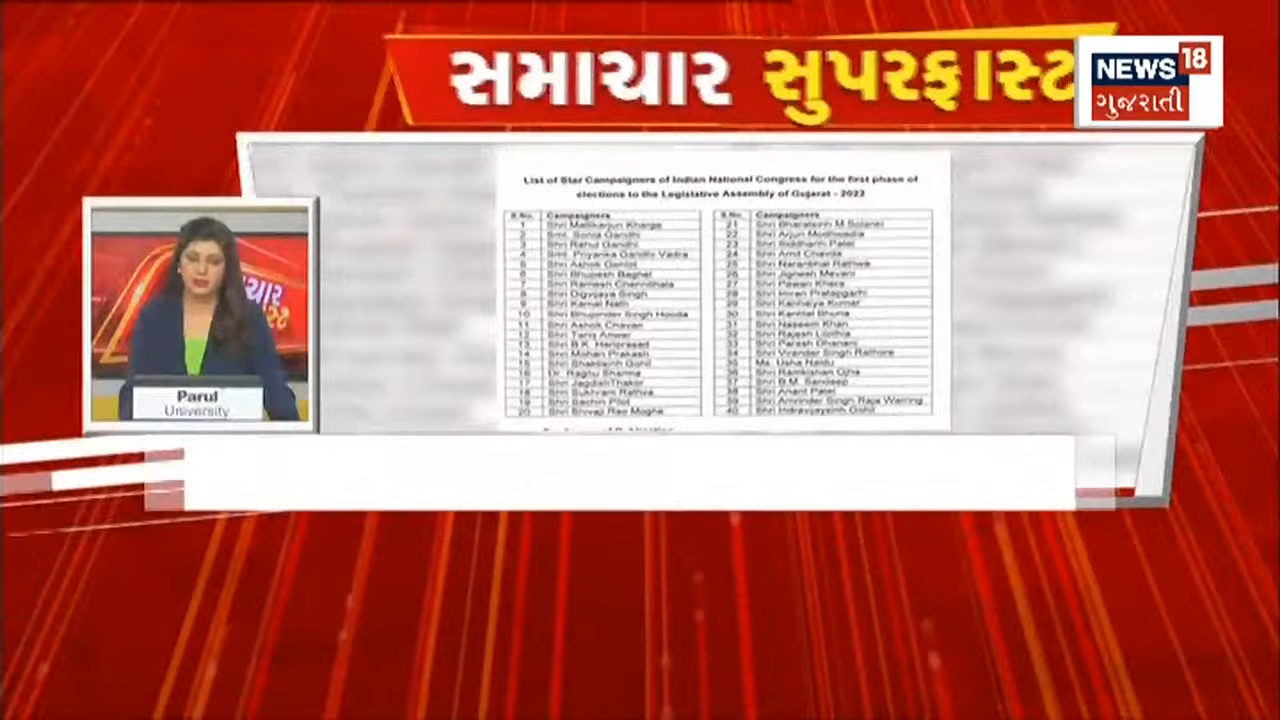 સમાચાર સુપરફાસ્ટ
NEWS 18
ગુજરાતી
List of Star Campaigners of Indian National Congress for the first phase of
elections to the Legislative Assembly of Gujarat - 2022
S.No. Campaigners
1 Shri Mallikarjun Kharge
2 Smt. Sonia Gandhi
3 Shri Rahul Gandhi
4 Smt. Priyanka Gandhi Vadra
5 Shri Ashok Gehlot
6 Shri Bhupesh Baghel
7 Shri Ramesh Chennithala
8 Shri Digvijaya Singh
9 Shri Kamal Nath
10 Shri Bhupinder Singh Hooda
11 Shri Ashok Chavan
12 Shri Tariq Anwar
13 Shri B.K. Hariprasad
14 Shri Mohan Prakash
15 Shri Shaktisinh Gohil
16 Dr. Raghu Sharma
17 Shri JagdishThakor
18 Shri Sukhram Rathva
19 Shri Sachin Pilot
20 Shri Shivaji Rao Moghe
S.No. Campaigners
21 Shri Bharatsinh M Solanki
22 Shri Arjun Modhwadia
23 Shri Siddharth Patel
24 Shri Amit Chavda
25 Shri Naranbhai Rathwa
26 Shri Jignesh Mevani
27 Shri Pawan Khera
28 Shri Imran Pratapgarhi
29 Shri Kanhaiya Kumar
30 Shri Kantilal Bhuria
31 Shri Naseem Khan
32 Shri Rajesh Lilothia
33 Shri Paresh Dhanani
34 Shri Virender Singh Rathore
35 Ms. Usha Naidu
36 Shri Ramkishan Ojha
37 Shri B.M. Sandeep
38 Shri Anant Patel
39 Shri Amrinder Singh Raja Warring
40 Shri Indravijaysinh Gohil
Parul
University